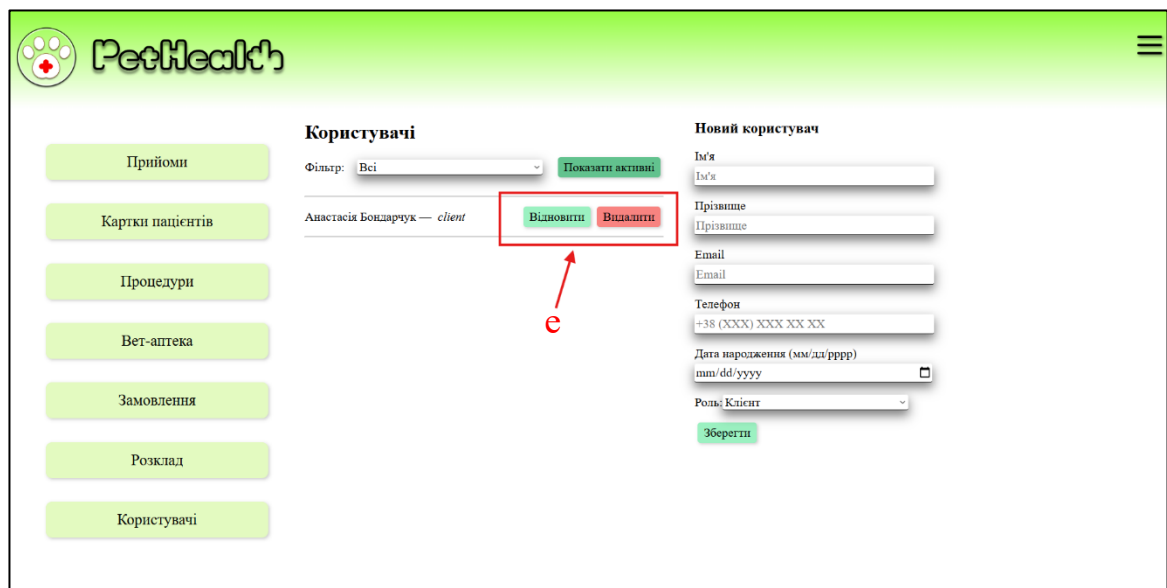 PetHealth
Прийоми
Картки пацієнтів
Процедури
Вет-аптека
Замовлення
Розклад
Користувачі
Користувачі
Фільтр: Всі Показати активні
Анастасія Бондарчук — client Відновити Видалити
е
Новий користувач
Ім'я
Ім'я
Прізвище
Прізвище
Email
Email
Телефон
+38 (XXX) XXX XX XX
Дата народження (мм/дд/рррр)
mm/dd/yyyy
Роль: Клієнт
Зберегти